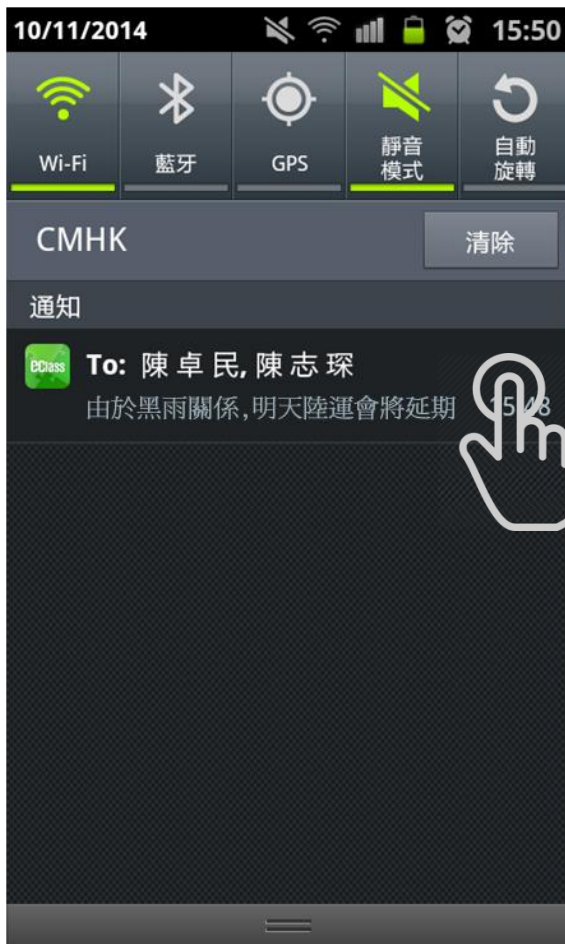 10/11/2014 15:50
Wi-Fi 藍牙 GPS 靜音模式 自動旋轉
CMHK 清除
通知
eClass To: 陳卓民, 陳志琛
由於黑雨關係,明天陸運會將延期 15:48